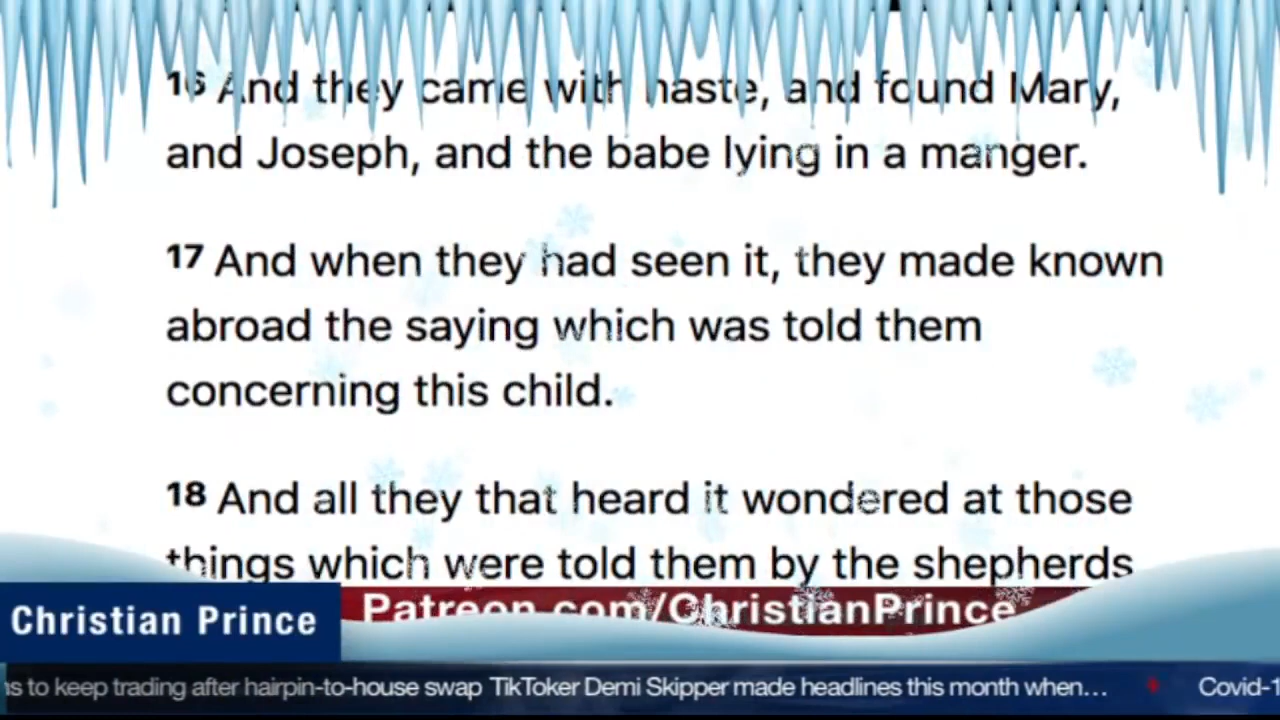 16 And they came with haste, and found Mary,
and Joseph, and the babe lying in a manger.
17 And when they had seen it, they made known
abroad the saying which was told them
concerning this child.
18 And all they that heard it wondered at those
things which were told them by the shepherds
Christian Prince
Patreon.com/ChristianPrince
ns to keep trading after hairpin-to-house swap TikToker Demi Skipper made headlines this month when... Covid-1